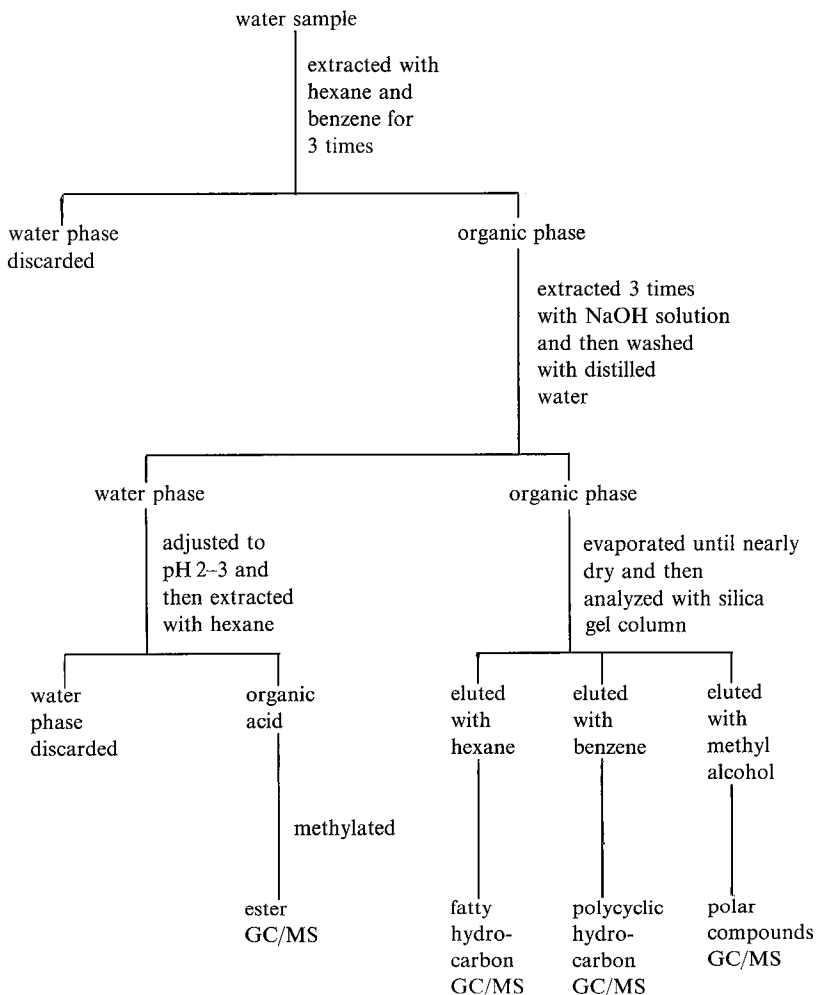 water sample
extracted with
hexane and
benzene for
3 times
water phase
discarded
organic phase
extracted 3 times
with NaOH solution
and then washed
with distilled
water
water phase
organic phase
adjusted to
pH 2–3 and
then extracted
with hexane
evaporated until nearly
dry and then
analyzed with silica
gel column
water
phase
discarded
organic
acid
eluted
with
hexane
eluted
with
benzene
eluted
with
methyl
alcohol
methylated
ester
GC/MS
fatty
hydro-
carbon
GC/MS
polycyclic
hydro-
carbon
GC/MS
polar
compounds
GC/MS